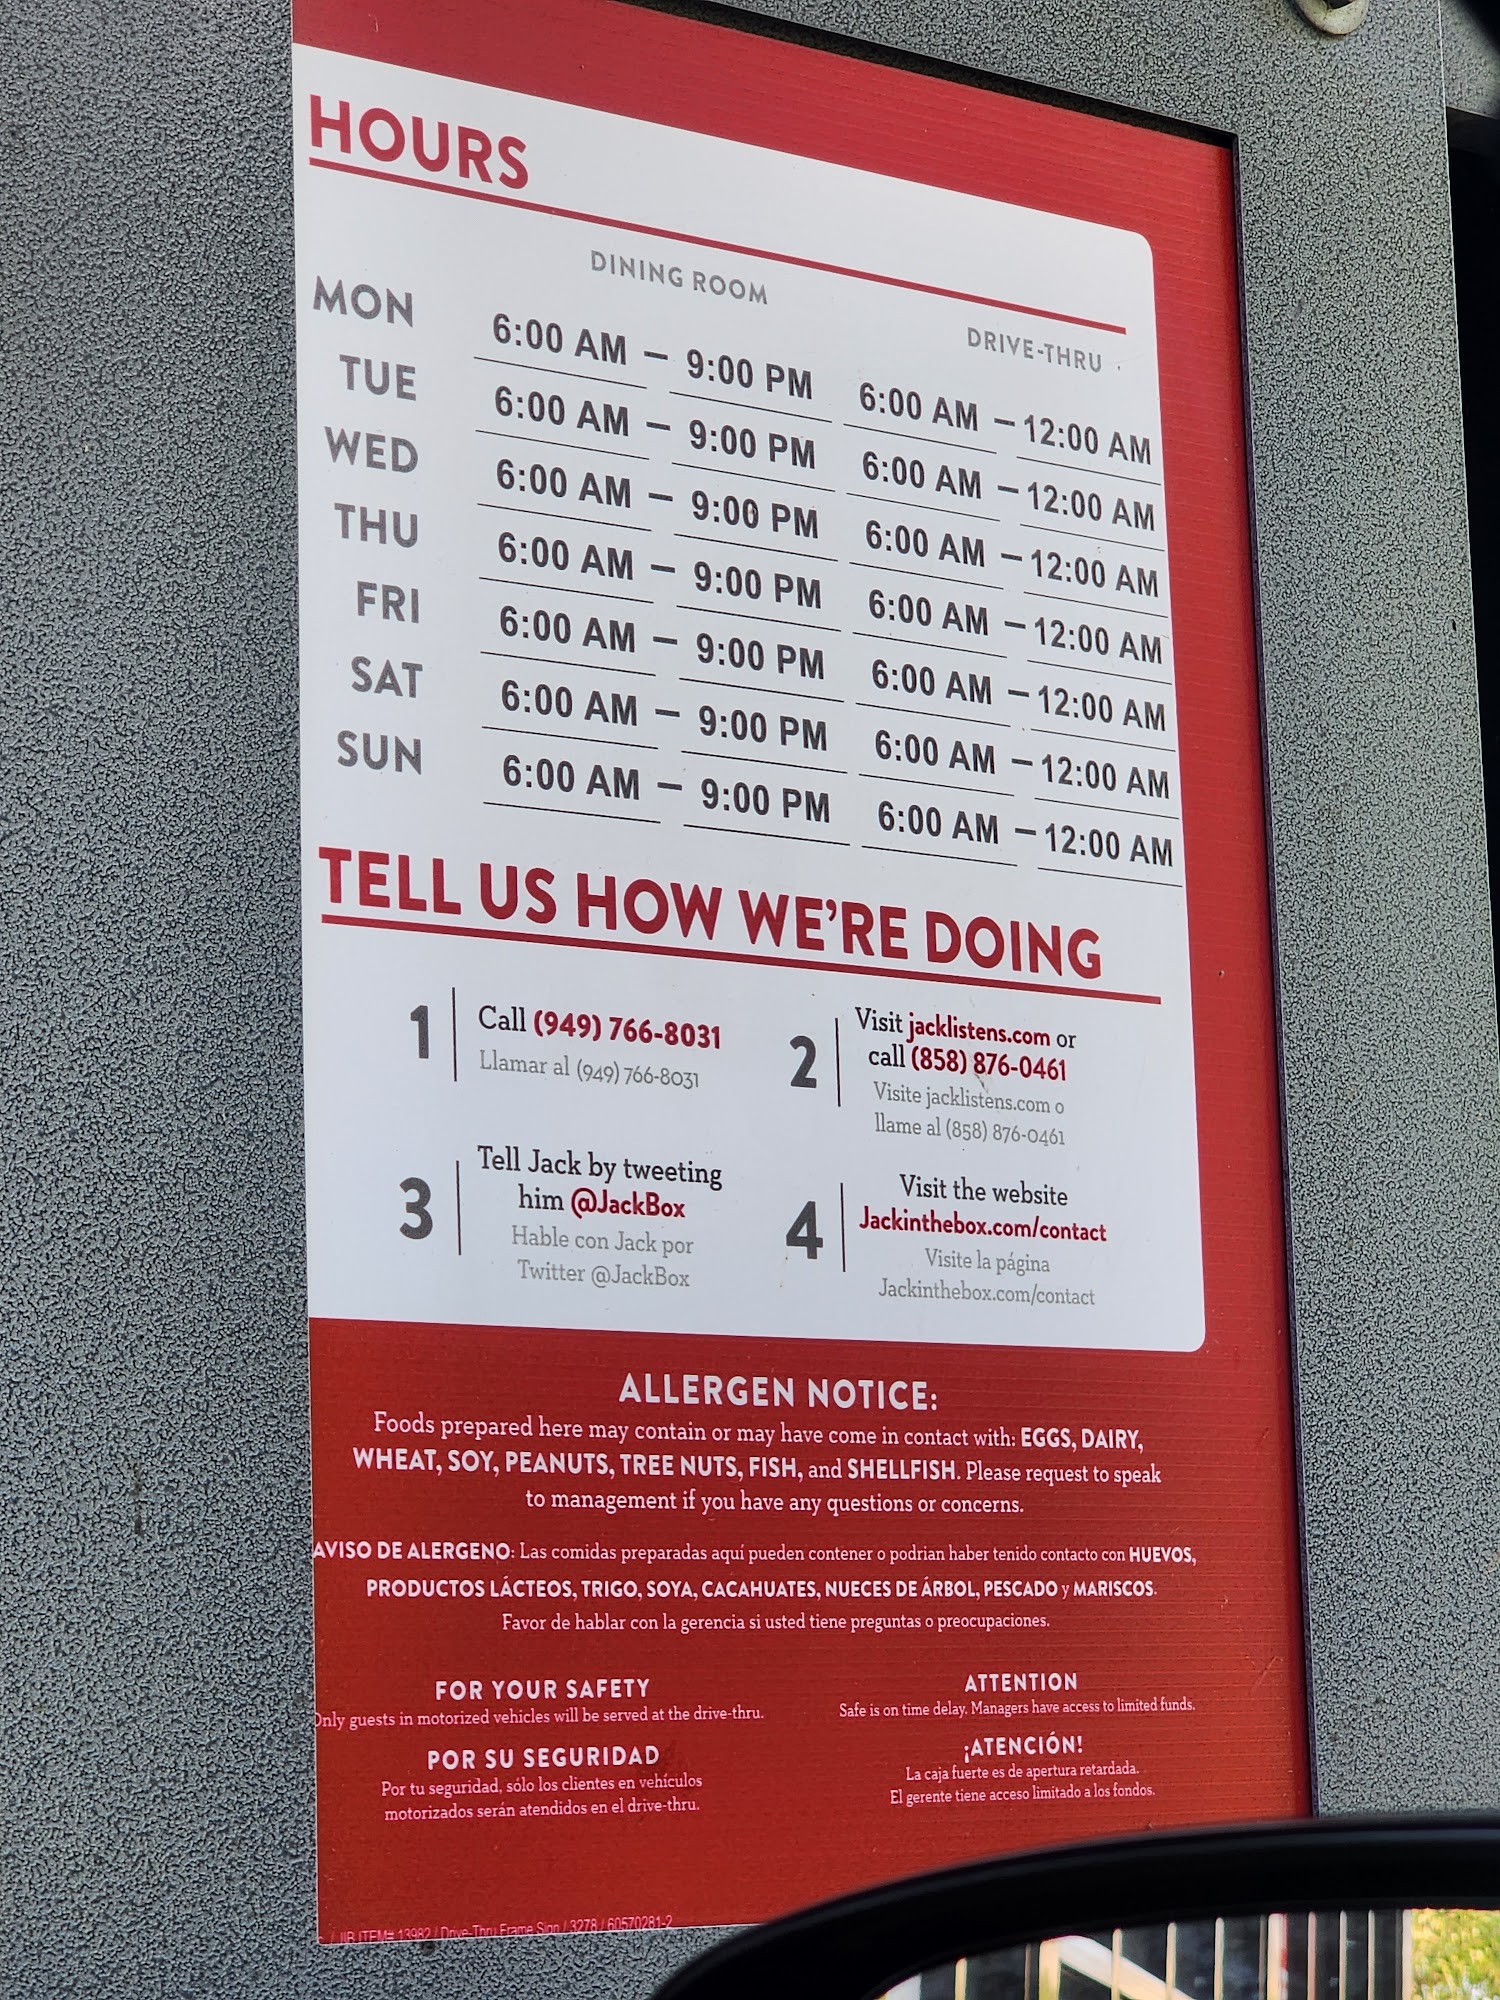 HOURS
DINING ROOM DRIVE-THRU
MON 6:00 AM – 9:00 PM 6:00 AM – 12:00 AM
TUE 6:00 AM – 9:00 PM 6:00 AM – 12:00 AM
WED 6:00 AM – 9:00 PM 6:00 AM – 12:00 AM
THU 6:00 AM – 9:00 PM 6:00 AM – 12:00 AM
FRI 6:00 AM – 9:00 PM 6:00 AM – 12:00 AM
SAT 6:00 AM – 9:00 PM 6:00 AM – 12:00 AM
SUN 6:00 AM – 9:00 PM 6:00 AM – 12:00 AM
TELL US HOW WE'RE DOING
1
Call (949) 766-8031
Llamar al (949) 766-8031
2
Visit jacklistens.com or
call (858) 876-0461
Visite jacklistens.com o
llame al (858) 876-0461
3
Tell Jack by tweeting
him @JackBox
Hable con Jack por
Twitter @JackBox
4
Visit the website
Jackinthebox.com/contact
Visite la página
Jackinthebox.com/contact
ALLERGEN NOTICE:
Foods prepared here may contain or may have come in contact with: EGGS, DAIRY,
WHEAT, SOY, PEANUTS, TREE NUTS, FISH, and SHELLFISH. Please request to speak
to management if you have any questions or concerns.
AVISO DE ALERGENO: Las comidas preparadas aquí pueden contener o podrian haber tenido contacto con HUEVOS,
PRODUCTOS LÁCTEOS, TRIGO, SOYA, CACAHUATES, NUECES DE ÁRBOL, PESCADO y MARISCOS.
Favor de hablar con la gerencia si usted tiene preguntas o preocupaciones.
FOR YOUR SAFETY
Only guests in motorized vehicles will be served at the drive-thru.
POR SU SEGURIDAD
Por tu seguridad, sólo los clientes en vehículos
motorizados serán atendidos en el drive-thru.
ATTENTION
Safe is on time delay. Managers have access to limited funds.
¡ATENCIÓN!
La caja fuerte es de apertura retardada.
El gerente tiene acceso limitado a los fondos.
JIB ITEM# 13982 / Drive-Thru Frame Sign / 3278 / 60570281-2